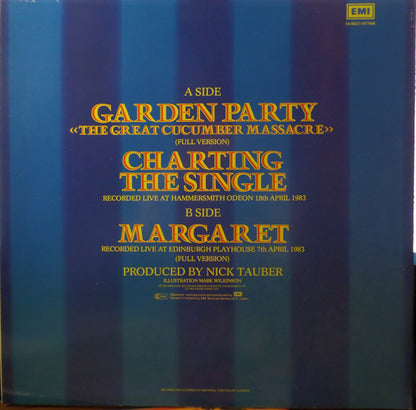 EMI
A SIDE
GARDEN PARTY
«THE GREAT CUCUMBER MASSACRE»
(FULL VERSION)
CHARTING
THE SINGLE
RECORDED LIVE AT HAMMERSMITH ODEON 18th APRIL 1983
B SIDE
MARGARET
RECORDED LIVE AT EDINBURGH PLAYHOUSE 7th APRIL 1983
(FULL VERSION)
PRODUCED BY NICK TAUBER
ILLUSTRATION MARK WILKINSON
EMI